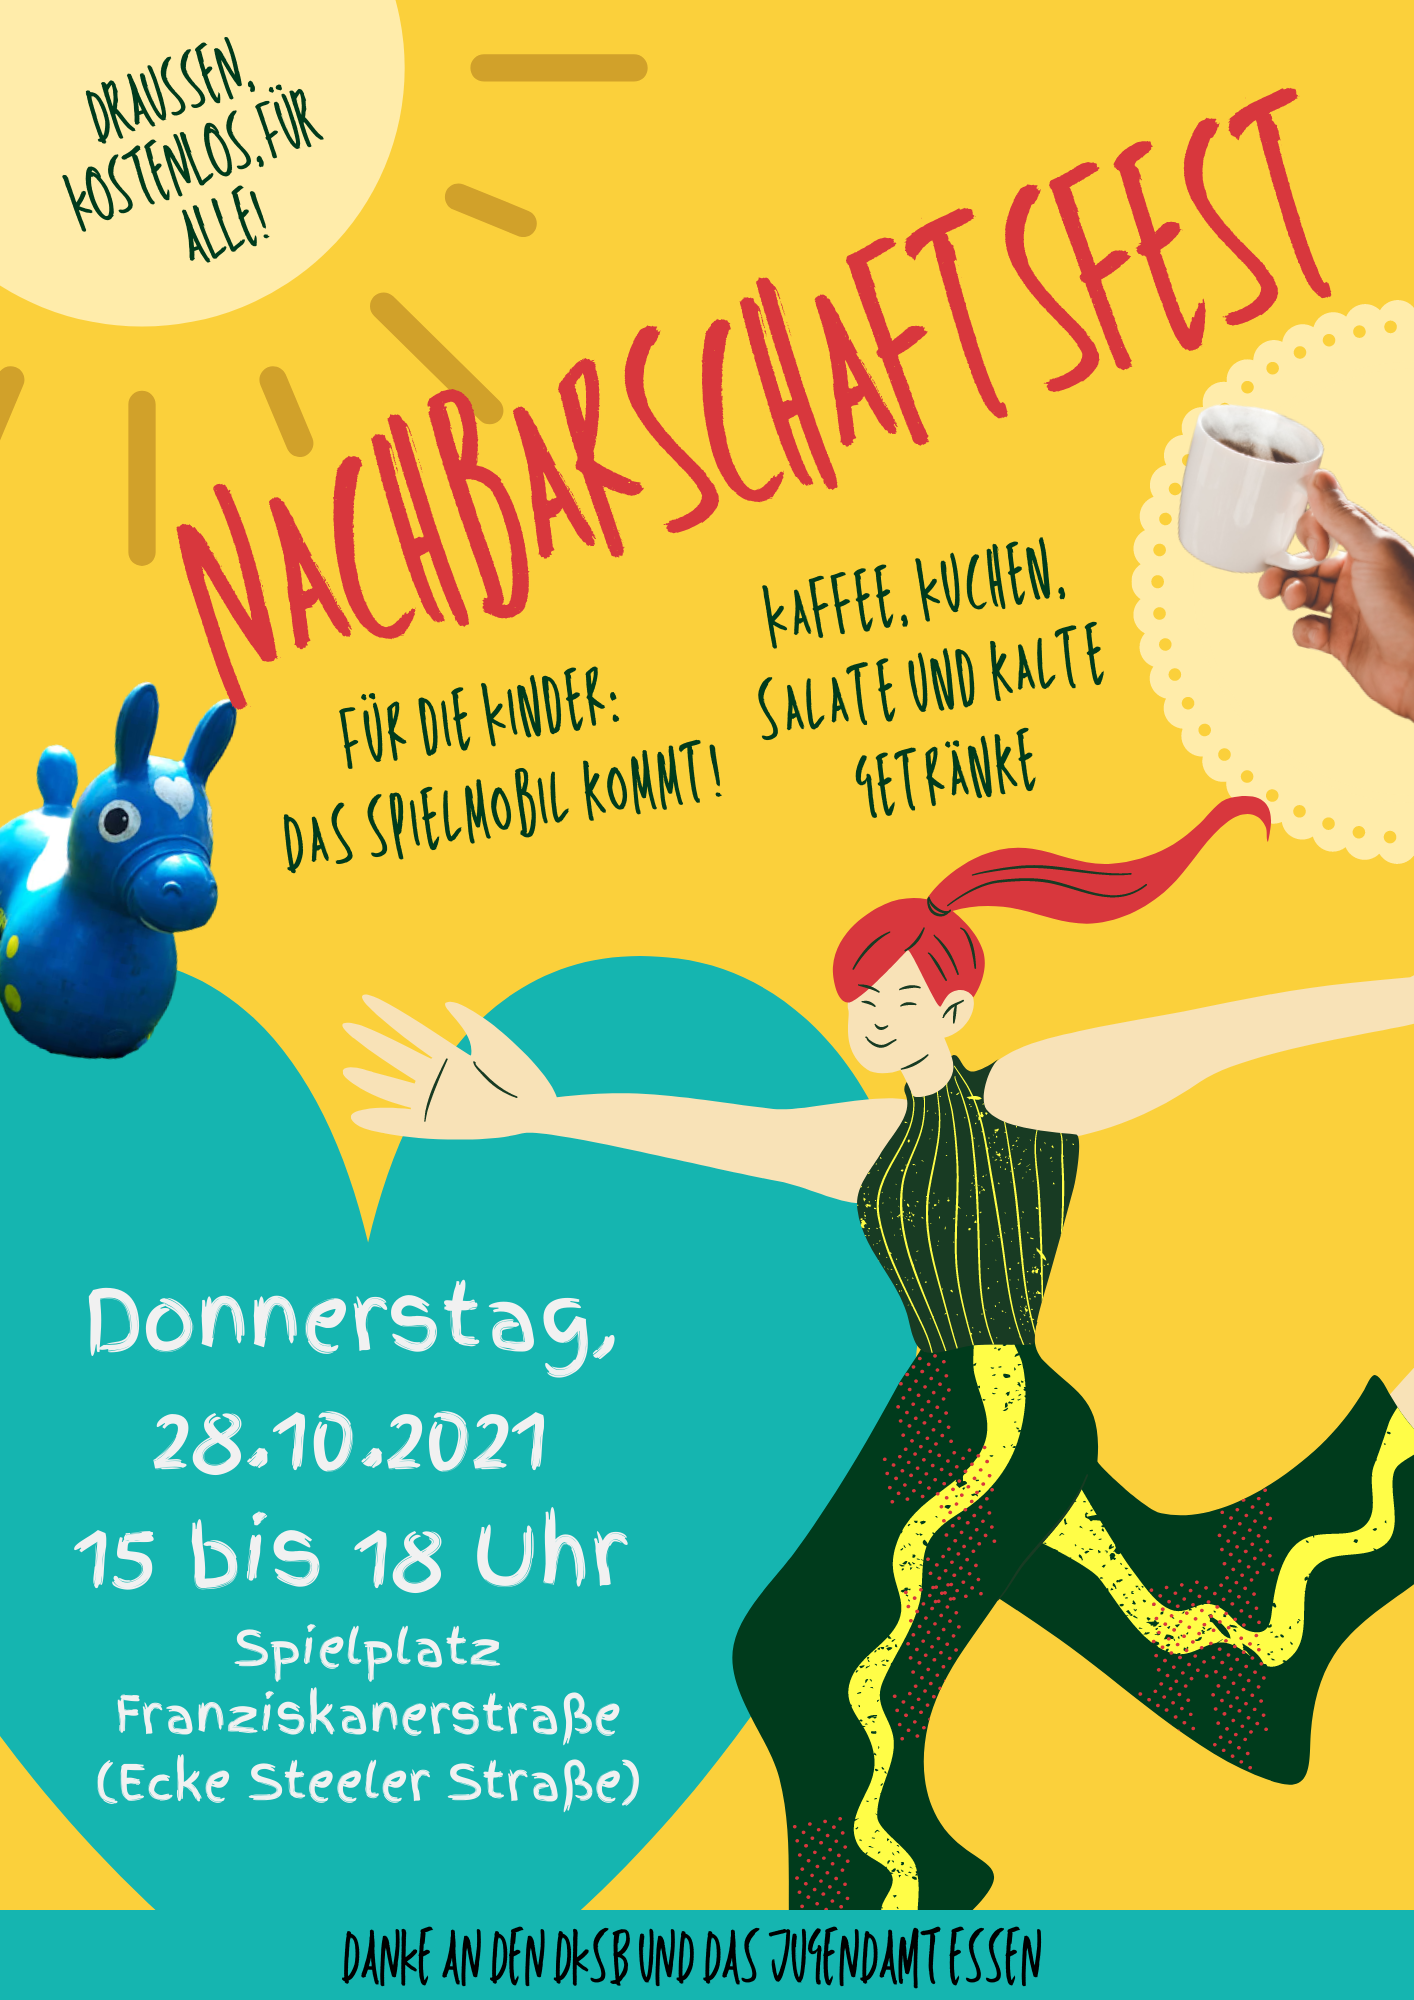 DRAUSSEN,
KOSTENLOS, FÜR
ALLE!
NACHBARSCHAFTSFEST
FÜR DIE KINDER:
DAS SPIELMOBIL KOMMT!
KAFFEE, KUCHEN,
SALATE UND KALTE
GETRÄNKE
Donnerstag,
28.10.2021
15 bis 18 Uhr
Spielplatz
Franziskanerstraße
(Ecke Steeler Straße)
DANKE AN DEN DKSB UND DAS JUGENDAMT ESSEN